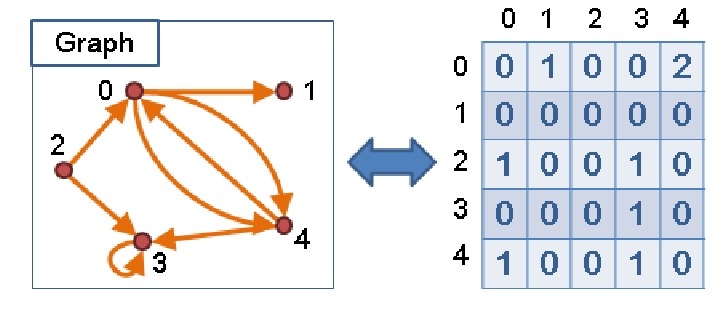 Graph
0
1
2
3
4
0 1 2 3 4
0 0 1 0 0 2
1 0 0 0 0 0
2 1 0 0 1 0
3 0 0 0 1 0
4 1 0 0 1 0